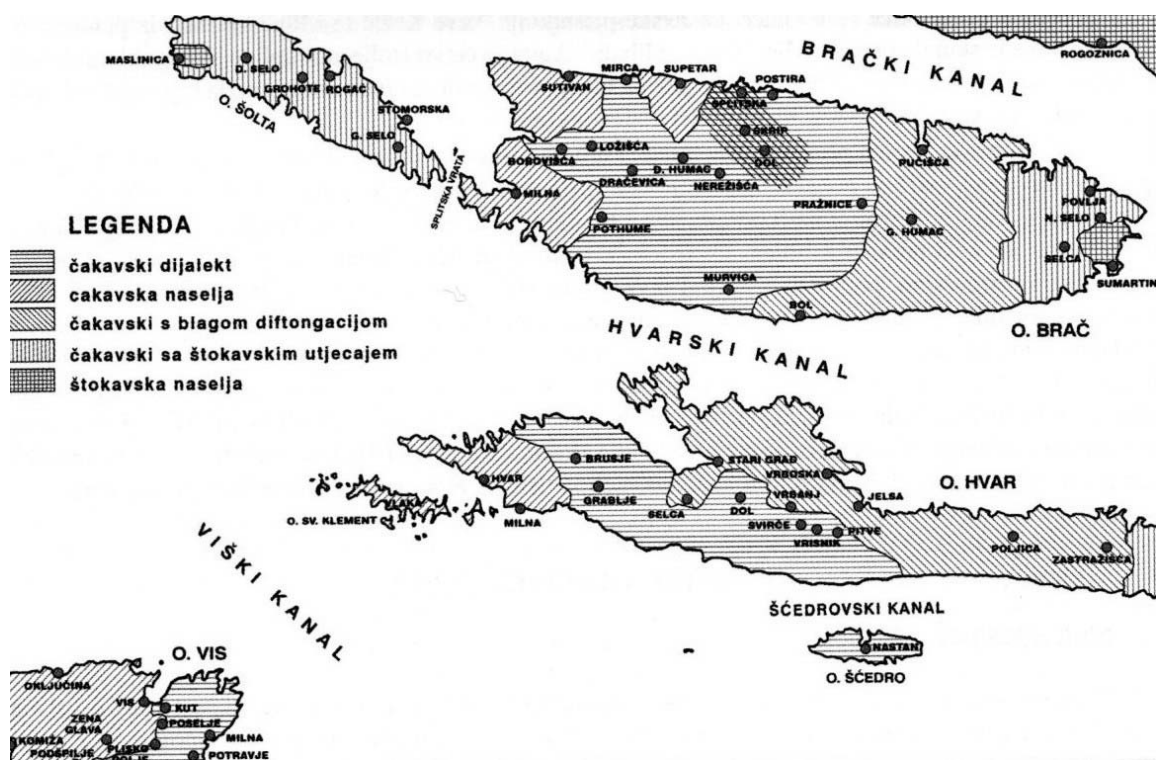 BRAČKI KANAL
ROGOZNICA
MASLINICA
D. SELO
GROHOTE
ROGAČ
O. ŠOLTA
STOMORSKA
G. SELO
SPLITSKA VRATA
SUTIVAN
MIRCA
SUPETAR
POSTIRA
SPLITSKA
ŠKRIP
DOL
LOŽIŠĆA
BOBOVIŠĆA
D. HUMAC
DRAČEVICA
NEREŽIŠĆA
PUČIŠĆA
MILNA
PRAŽNICE
POTHUME
G. HUMAC
POVLJA
N. SELO
SELCA
SUMARTIN
MURVICA
BOL
O. BRAČ
LEGENDA
čakavski dijalekt
cakavska naselja
čakavski s blagom diftongacijom
čakavski sa štokavskim utjecajem
štokavska naselja
HVARSKI KANAL
BRUSJE
STARI GRAD
VRBOSKA
HVAR
GRABLJE
VRBANJ
JELSA
O. HVAR
VLAKA
O. SV. KLEMENT
MILNA
SELCA
DOL
SVIRČE
VRISNIK
PITVE
POLJICA
ZASTRAŽIŠĆA
VIŠKI KANAL
ŠĆEDROVSKI KANAL
NASTAN
O. ŠĆEDRO
O. VIS
OKLJUČINA
VIS
KUT
ZENA
GLAVA
POSELJE
MILNA
KOMIŽA
PODŠPILJE
PLISKO
POLJE
POTRAVJE